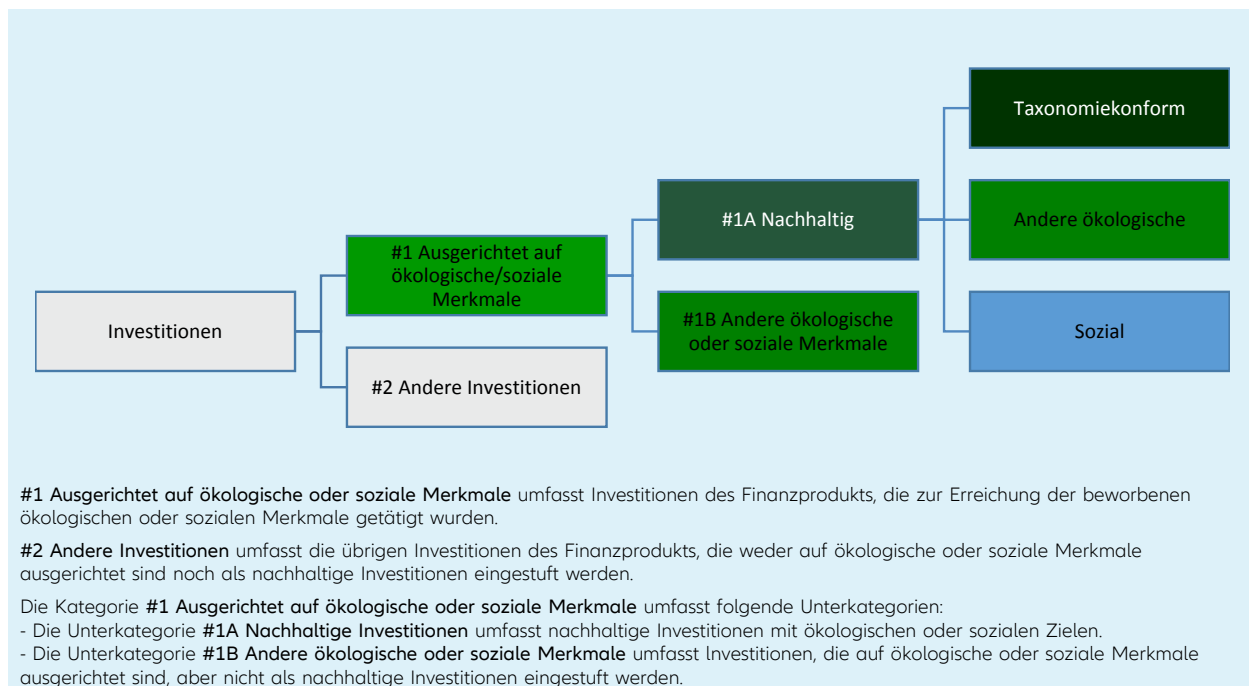 Taxonomiekonform
#1A Nachhaltig
Andere ökologische
#1 Ausgerichtet auf
ökologische/soziale
Merkmale
Investitionen
#1B Andere ökologische
oder soziale Merkmale
Sozial
#2 Andere Investitionen
#1 Ausgerichtet auf ökologische oder soziale Merkmale umfasst Investitionen des Finanzprodukts, die zur Erreichung der beworbenen
ökologischen oder sozialen Merkmale getätigt wurden.
#2 Andere Investitionen umfasst die übrigen Investitionen des Finanzprodukts, die weder auf ökologische oder soziale Merkmale
ausgerichtet sind noch als nachhaltige Investitionen eingestuft werden.
Die Kategorie #1 Ausgerichtet auf ökologische oder soziale Merkmale umfasst folgende Unterkategorien:
- Die Unterkategorie #1A Nachhaltige Investitionen umfasst nachhaltige Investitionen mit ökologischen oder sozialen Zielen.
- Die Unterkategorie #1B Andere ökologische oder soziale Merkmale umfasst Investitionen, die auf ökologische oder soziale Merkmale
ausgerichtet sind, aber nicht als nachhaltige Investitionen eingestuft werden.